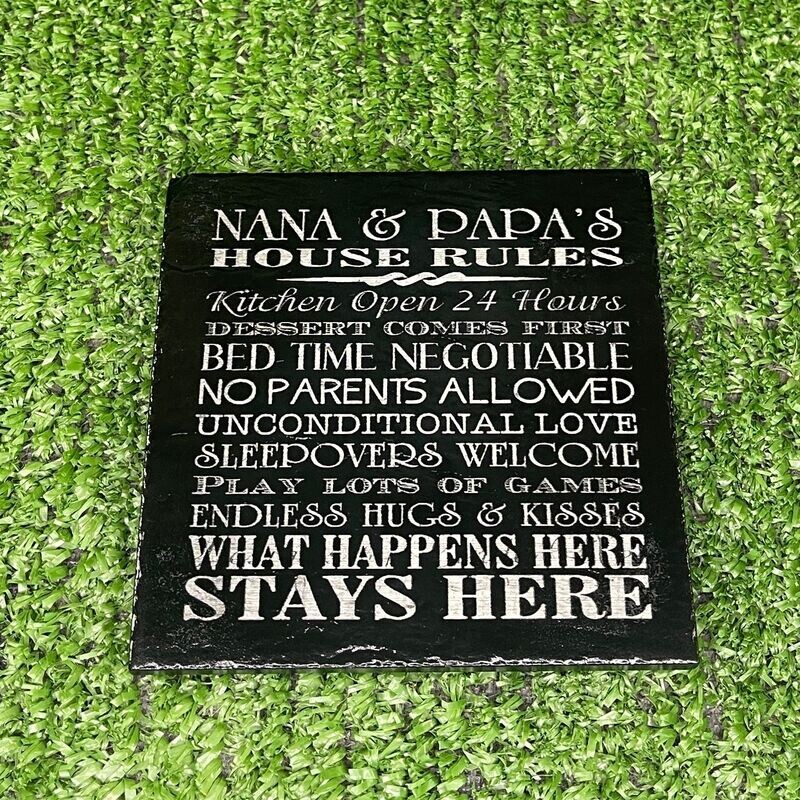 NANA & PAPA'S
HOUSE RULES
Kitchen Open 24 Hours
DESSERT COMES FIRST
BED TIME NEGOTIABLE
NO PARENTS ALLOWED
UNCONDITIONAL LOVE
SLEEPOVERS WELCOME
PLAY LOTS OF GAMES
ENDLESS HUGS & KISSES
WHAT HAPPENS HERE
STAYS HERE